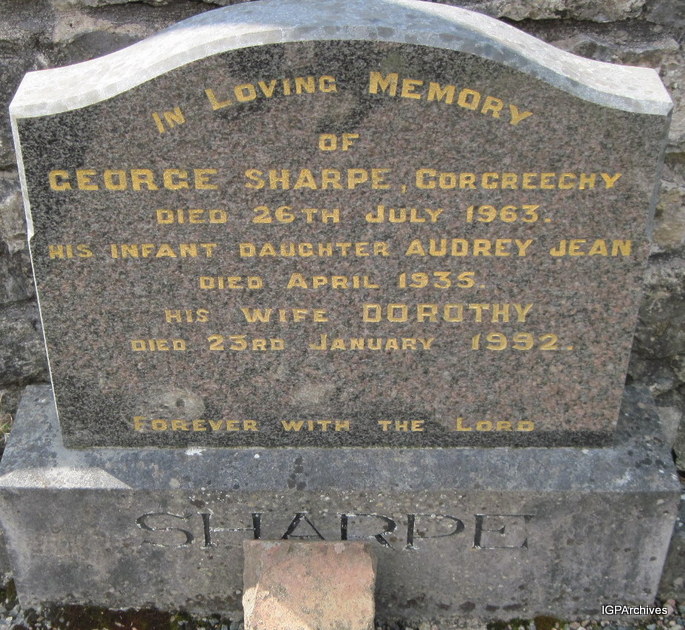 In Loving Memory
OF
GEORGE SHARPE, GORGREEGHY
DIED 26TH JULY 1963.
HIS INFANT DAUGHTER AUDREY JEAN
DIED APRIL 1935.
HIS WIFE DOROTHY
DIED 23RD JANUARY 1992.
FOREVER WITH THE LORD
SHARPE
IGPArchives